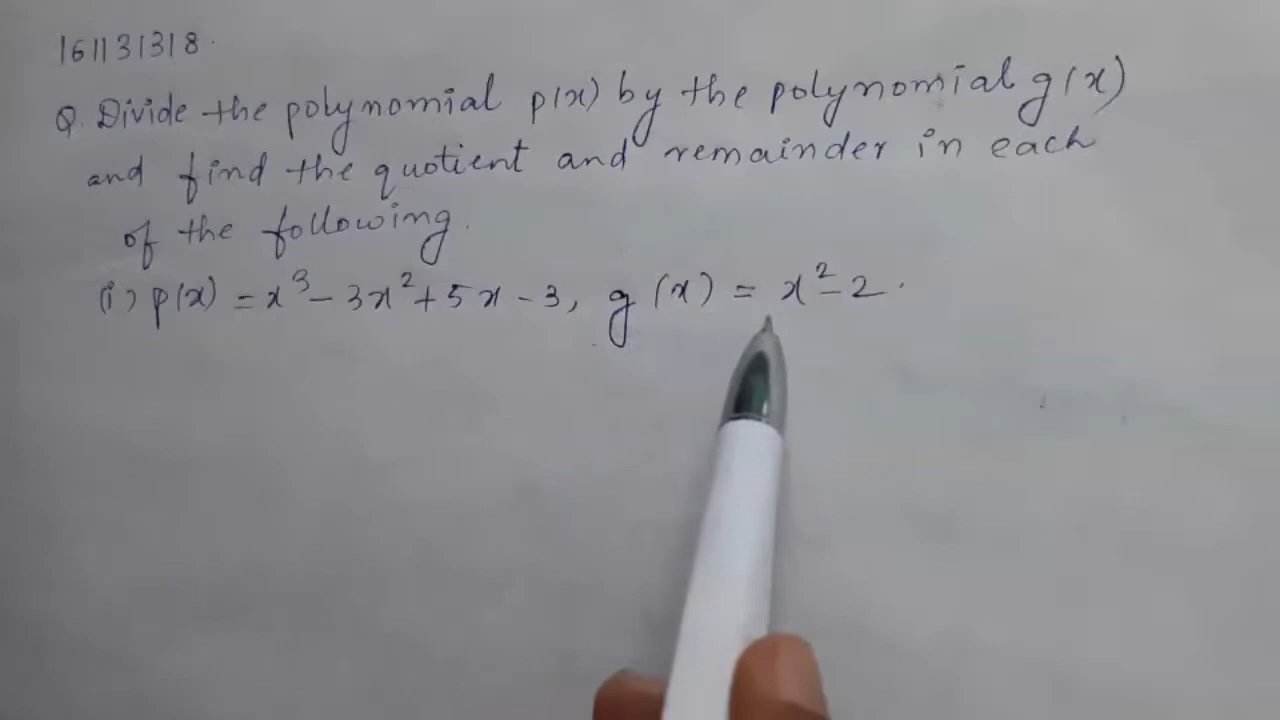 161131318.
Q. Divide the polynomial p(x) by the polynomial g(x)
and find the quotient and remainder in each
of the following.
(i) p(x) = x³ - 3x² + 5x - 3, g(x) = x² - 2.